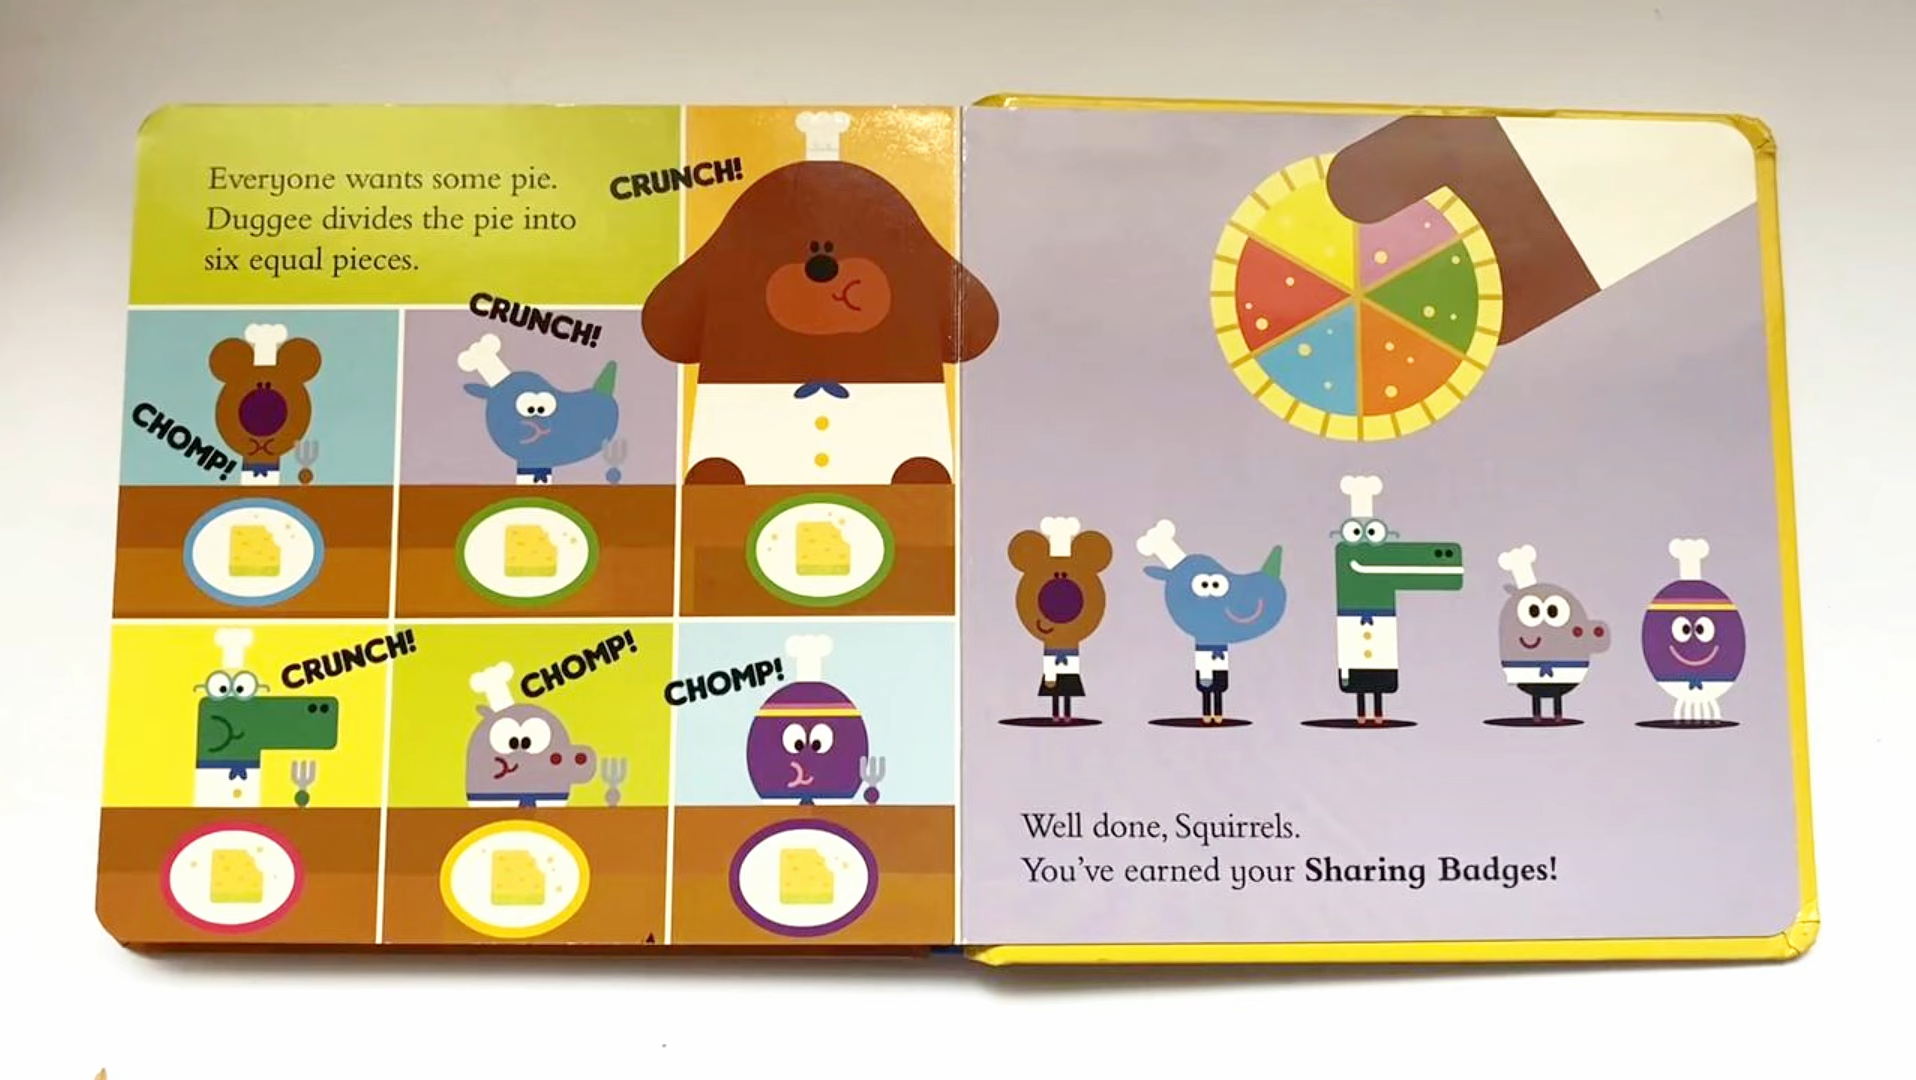 Everyone wants some pie.
Duggee divides the pie into
six equal pieces.
CRUNCH!
CHOMP!
CRUNCH!
CRUNCH!
CHOMP!
CHOMP!
Well done, Squirrels.
You've earned your Sharing Badges!